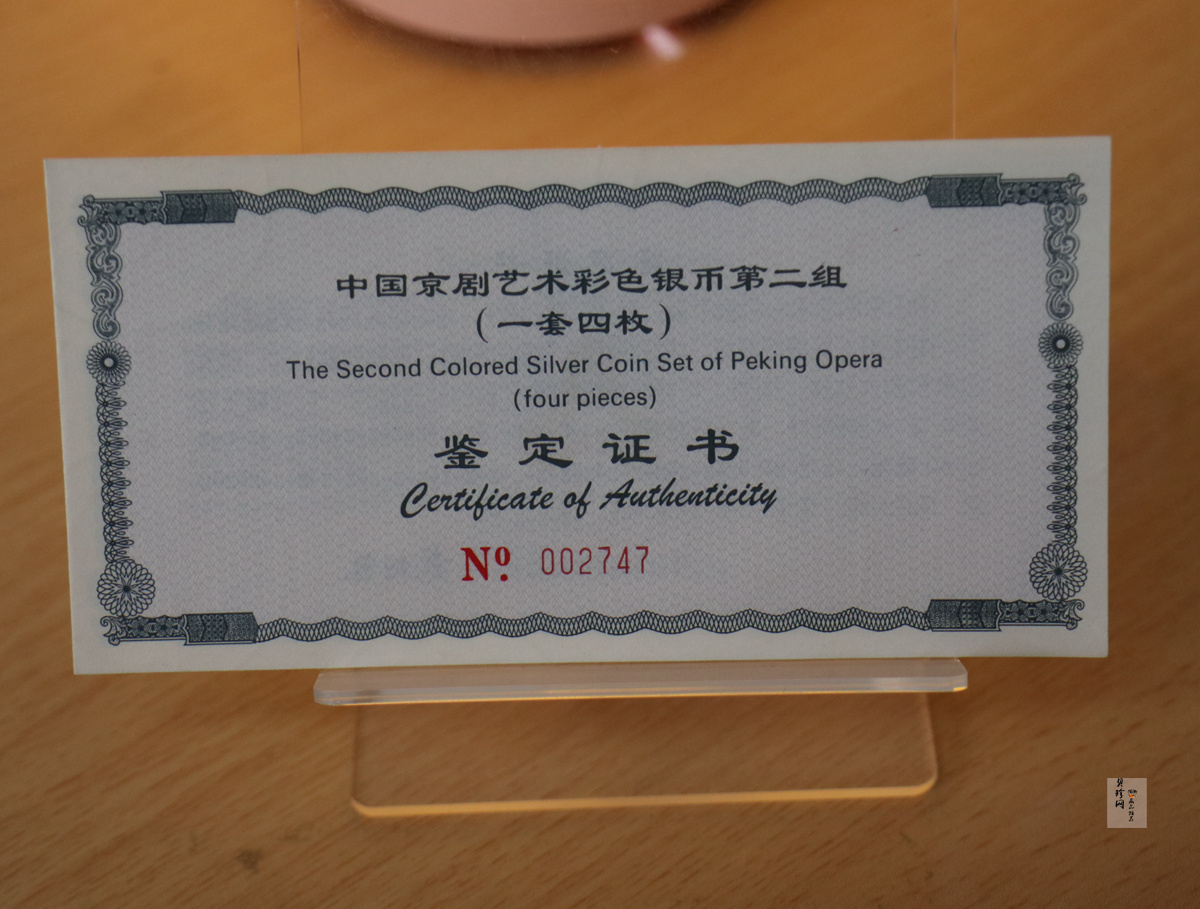 中国京剧艺术彩色银币第二组
(一套四枚)
The Second Colored Silver Coin Set of Peking Opera
(four pieces)
鉴定证书
Certificate of Authenticity
Nº. 002747